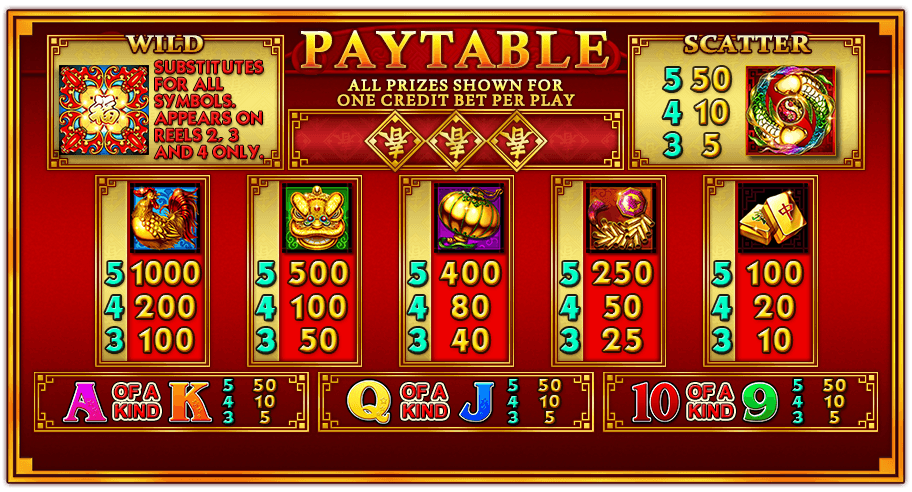 WILD
SUBSTITUTES
FOR ALL
SYMBOLS.
APPEARS ON
REELS 2, 3
AND 4 ONLY.
福
PAYTABLE
ALL PRIZES SHOWN FOR
ONE CREDIT BET PER PLAY
SCATTER
5 50
4 10
3 5
5 1000
4 200
3 100
5 500
4 100
3 50
5 400
4 80
3 40
5 250
4 50
3 25
中
5 100
4 20
3 10
A OF A KIND K
5 50
4 10
3 5
Q OF A KIND J
5 50
4 10
3 5
10 OF A KIND 9
5 50
4 10
3 5